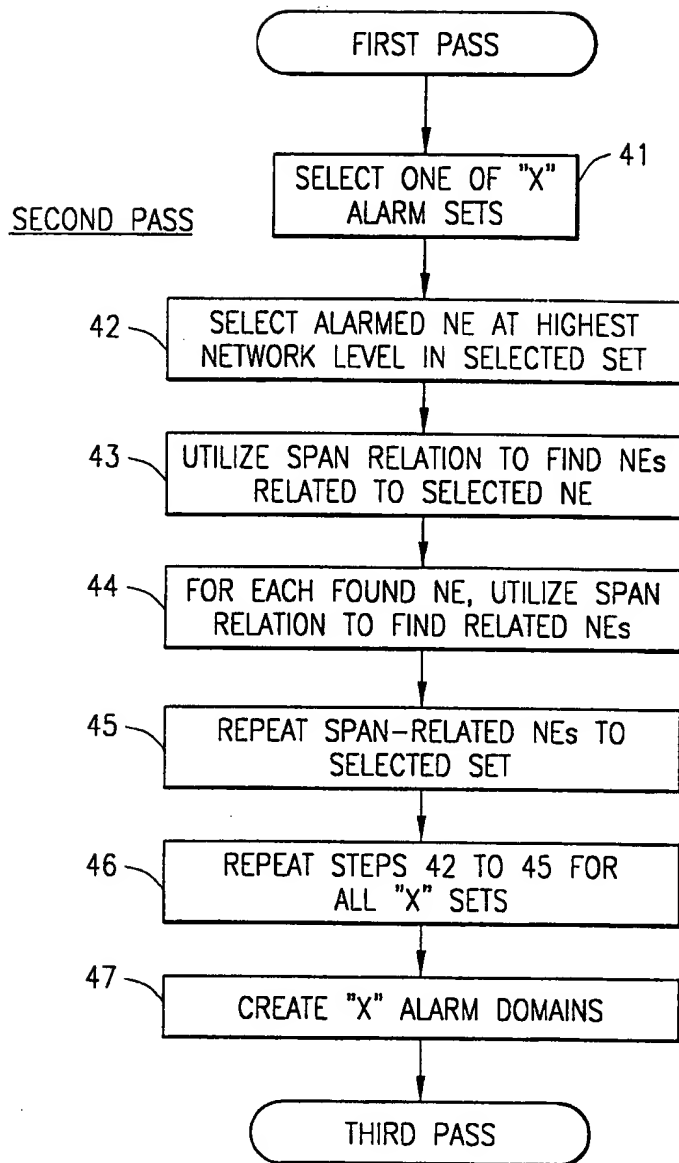 FIRST PASS
41
SELECT ONE OF "X"
ALARM SETS
SECOND PASS
42
SELECT ALARMED NE AT HIGHEST
NETWORK LEVEL IN SELECTED SET
43
UTILIZE SPAN RELATION TO FIND NEs
RELATED TO SELECTED NE
44
FOR EACH FOUND NE, UTILIZE SPAN
RELATION TO FIND RELATED NEs
45
REPEAT SPAN-RELATED NEs TO
SELECTED SET
46
REPEAT STEPS 42 TO 45 FOR
ALL "X" SETS
47
CREATE "X" ALARM DOMAINS
THIRD PASS